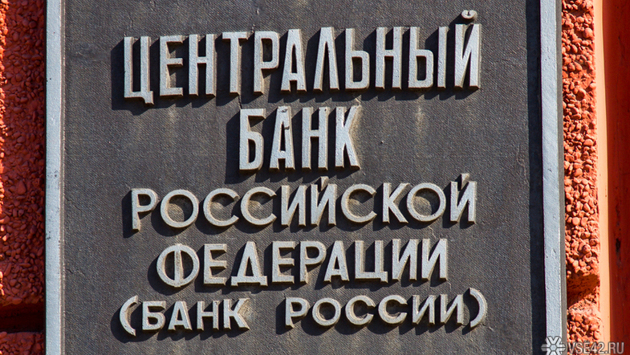 ЦЕНТРАЛЬНЫЙ
БАНК
РОССИЙСКОЙ
ФЕДЕРАЦИИ
(БАНК РОССИИ)
VSE42.RU